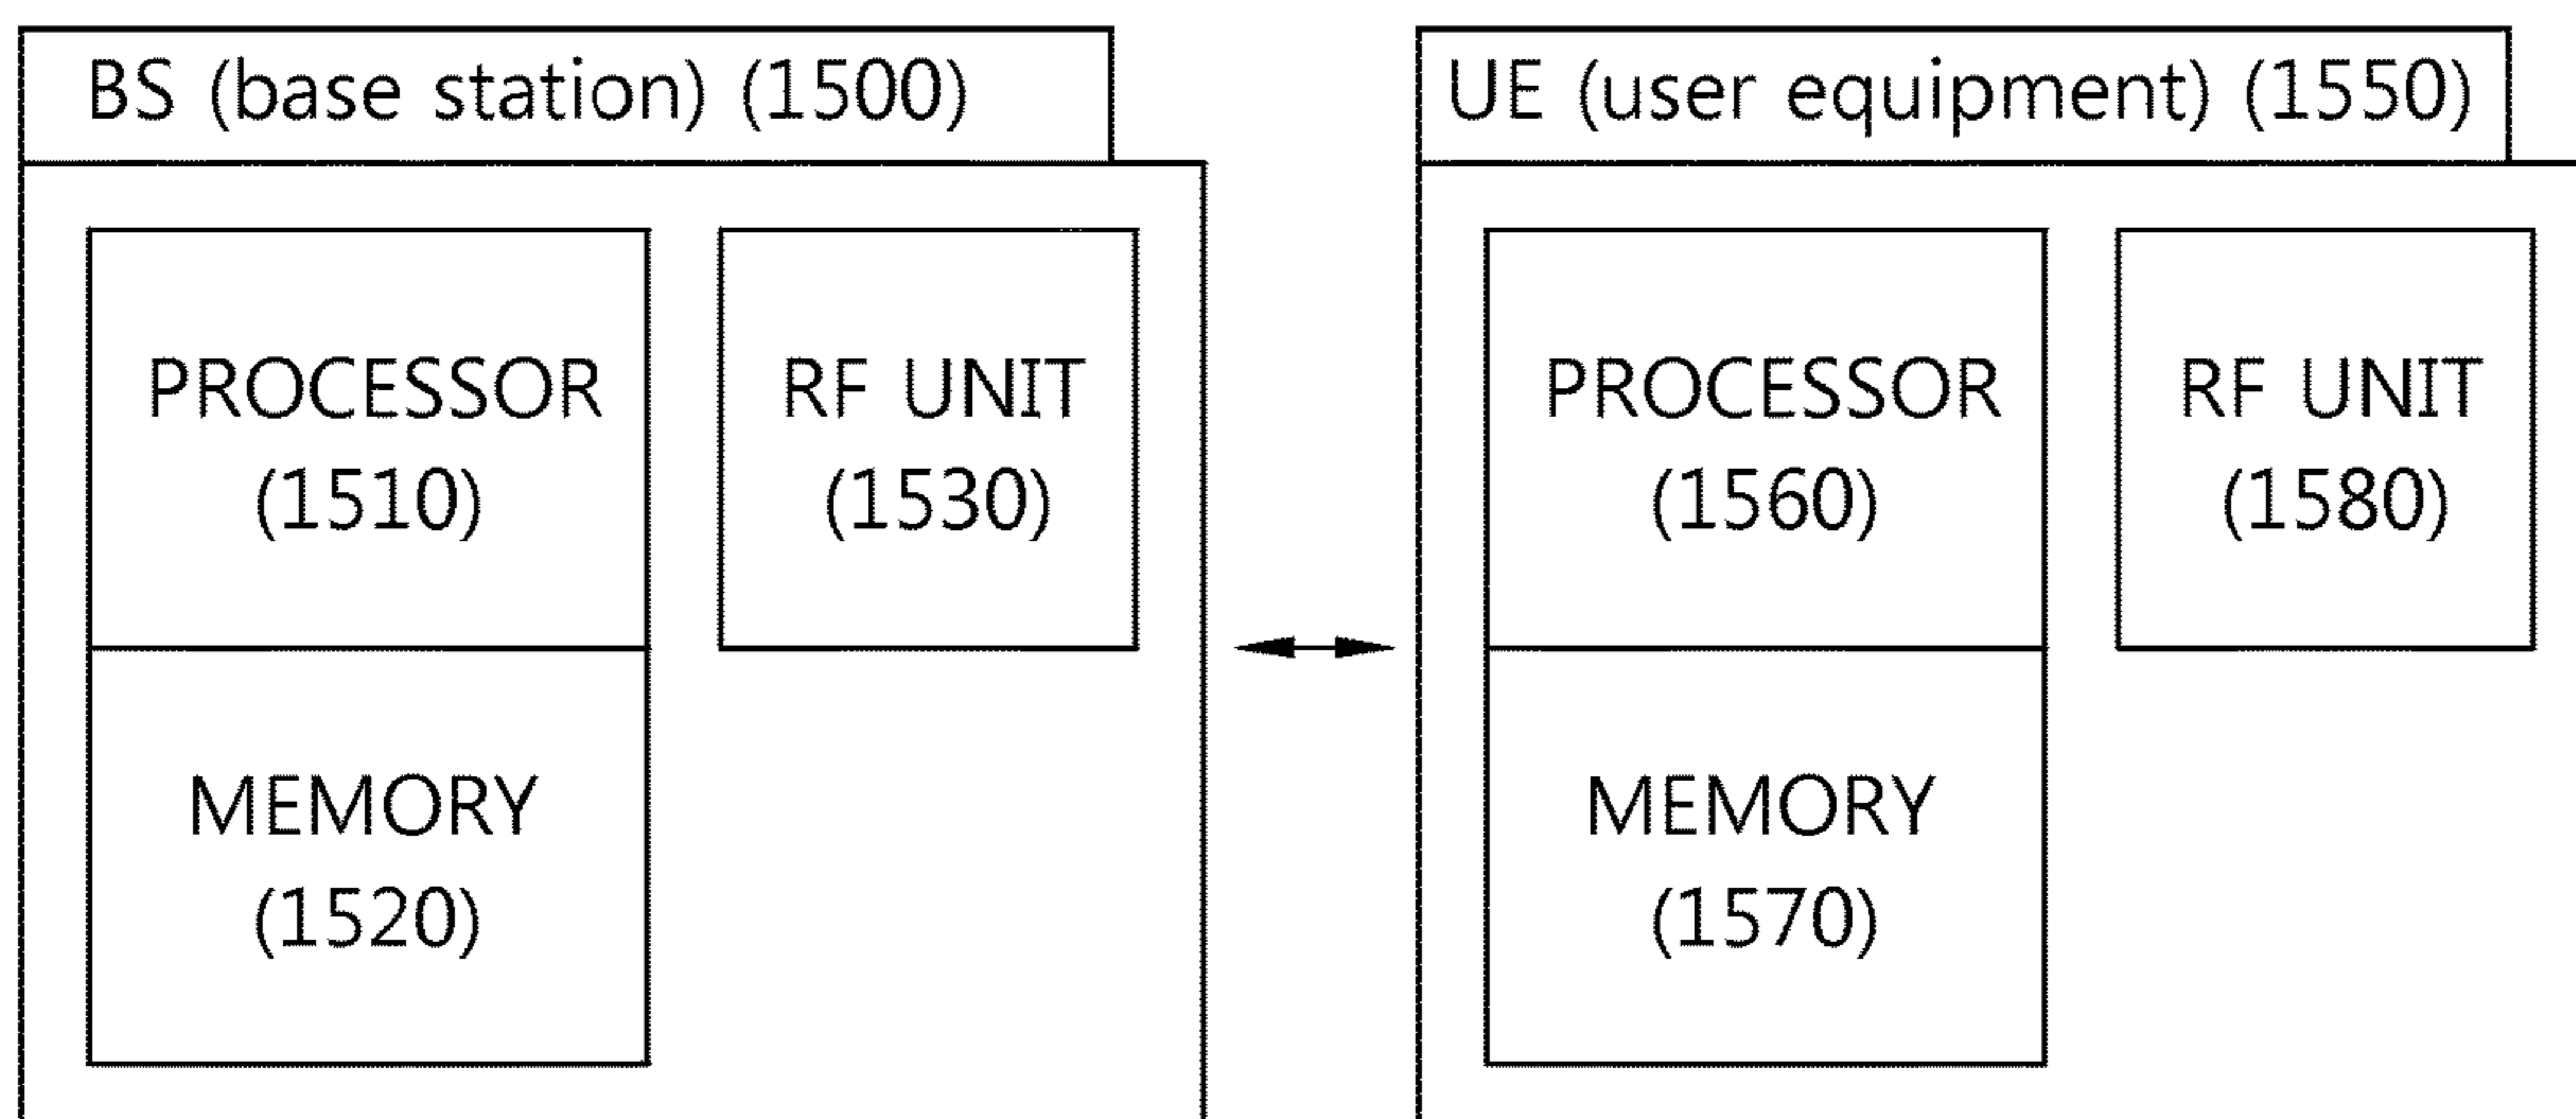 BS (base station) (1500)
PROCESSOR
(1510)
RF UNIT
(1530)
MEMORY
(1520)
UE (user equipment) (1550)
PROCESSOR
(1560)
RF UNIT
(1580)
MEMORY
(1570)